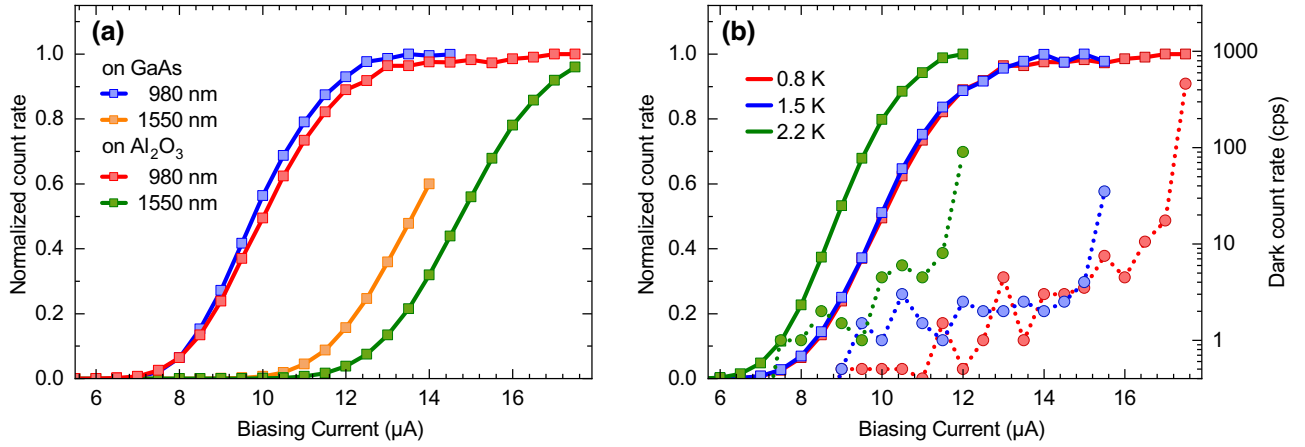 (a)
on GaAs
980 nm
1550 nm
on Al₂O₃
980 nm
1550 nm
Normalized count rate
1.0
0.8
0.6
0.4
0.2
0.0
6 8 10 12 14 16
Biasing Current (µA)
(b)
0.8 K
1.5 K
2.2 K
Normalized count rate
1.0
0.8
0.6
0.4
0.2
0.0
6 8 10 12 14 16
Biasing Current (µA)
1000
100
10
1
Dark count rate (cps)